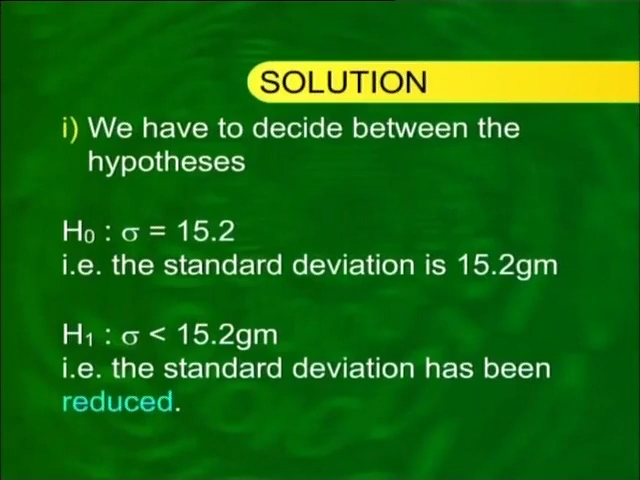 SOLUTION
i) We have to decide between the
hypotheses
H₀ : σ = 15.2
i.e. the standard deviation is 15.2gm
H₁ : σ < 15.2gm
i.e. the standard deviation has been
reduced.